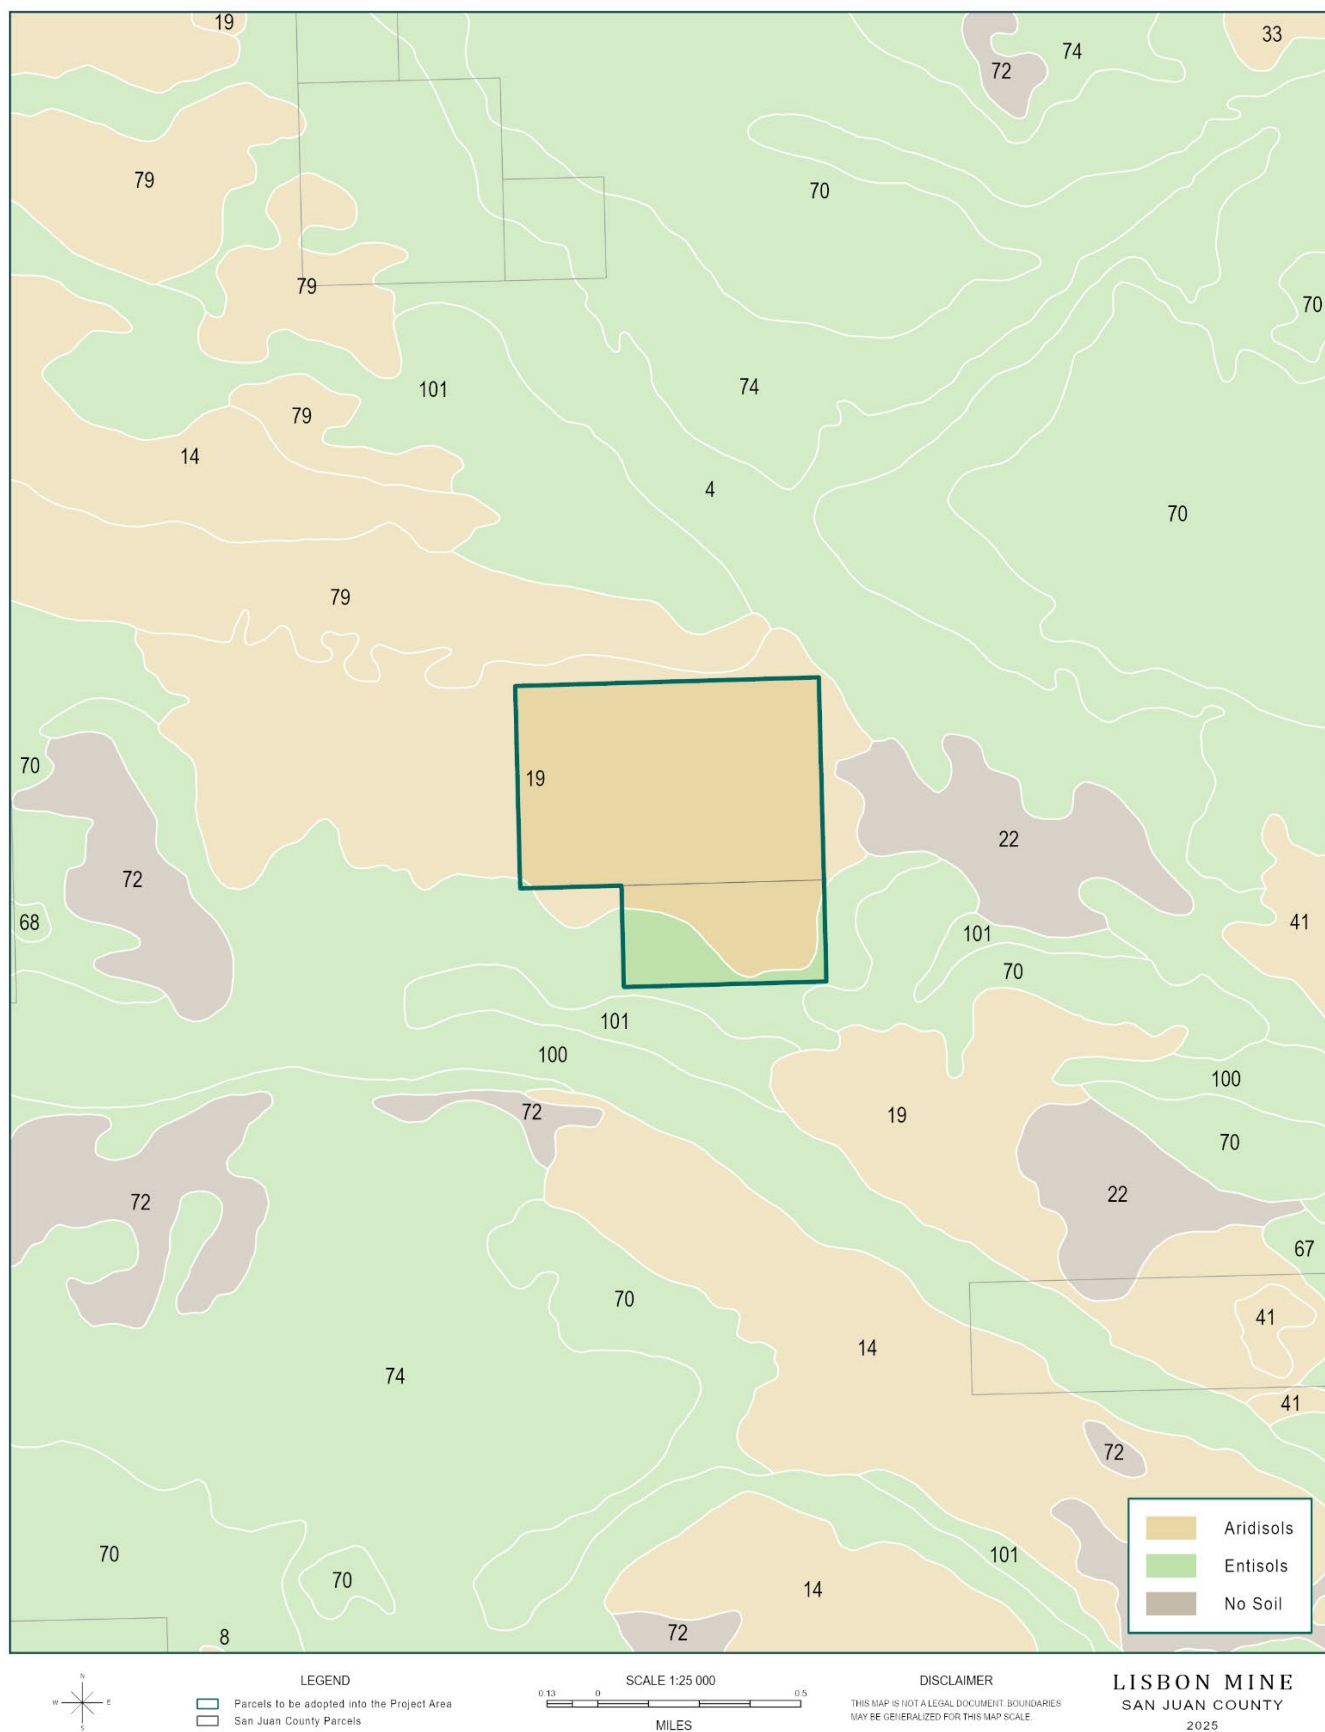 19
33
74
72
79
70
79
70
74
101
79
14
4
70
79
70
19
22
72
68
41
101
70
101
100
100
72
19
70
72
22
67
70
41
14
74
41
72
70
101
70
14
72
8
Aridisols
Entisols
No Soil
N
W
E
S
LEGEND
Parcels to be adopted into the Project Area
San Juan County Parcels
SCALE 1:25 000
0.13 0 0.5
MILES
DISCLAIMER
THIS MAP IS NOT A LEGAL DOCUMENT. BOUNDARIES
MAY BE GENERALIZED FOR THIS MAP SCALE.
LISBON MINE
SAN JUAN COUNTY
2025